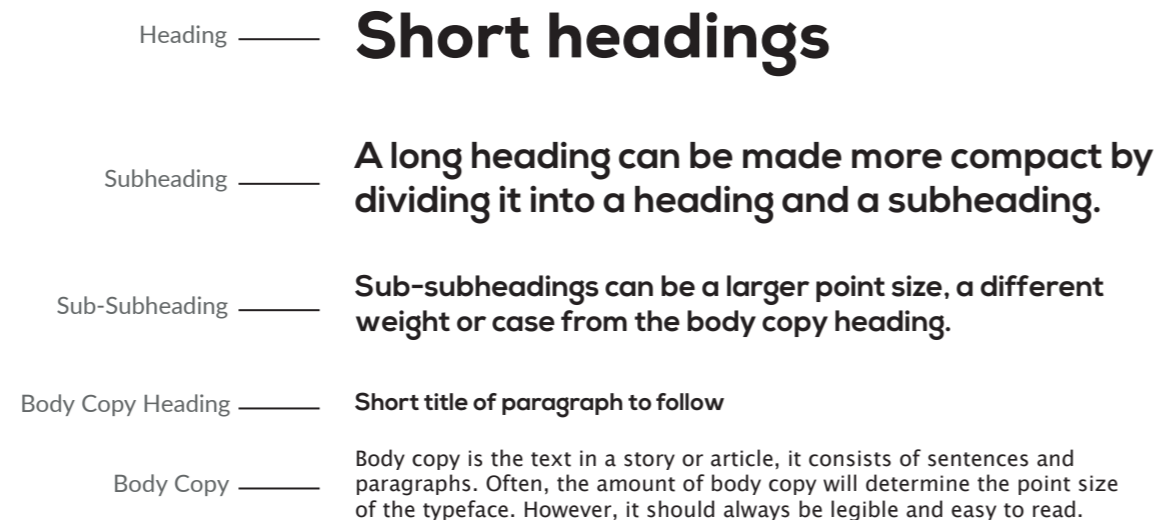 Heading
Short headings
Subheading
A long heading can be made more compact by
dividing it into a heading and a subheading.
Sub-Subheading
Sub-subheadings can be a larger point size, a different
weight or case from the body copy heading.
Body Copy Heading
Short title of paragraph to follow
Body Copy
Body copy is the text in a story or article, it consists of sentences and
paragraphs. Often, the amount of body copy will determine the point size
of the typeface. However, it should always be legible and easy to read.